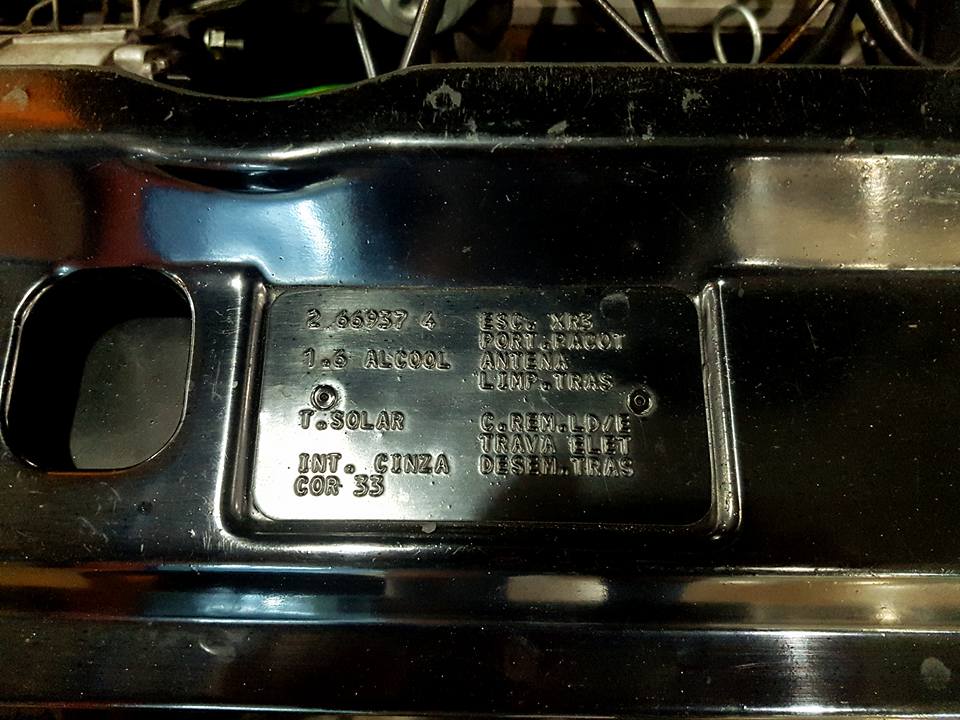 2 66937 4
1.6 ALCOOL
T.SOLAR
INT. CINZA
COR 33
ESC. XR3
PORT.PACOT
ANTENA
LIMP.TRAS
C.REM.LD/E
TRAVA ELET
DESEM.TRAS